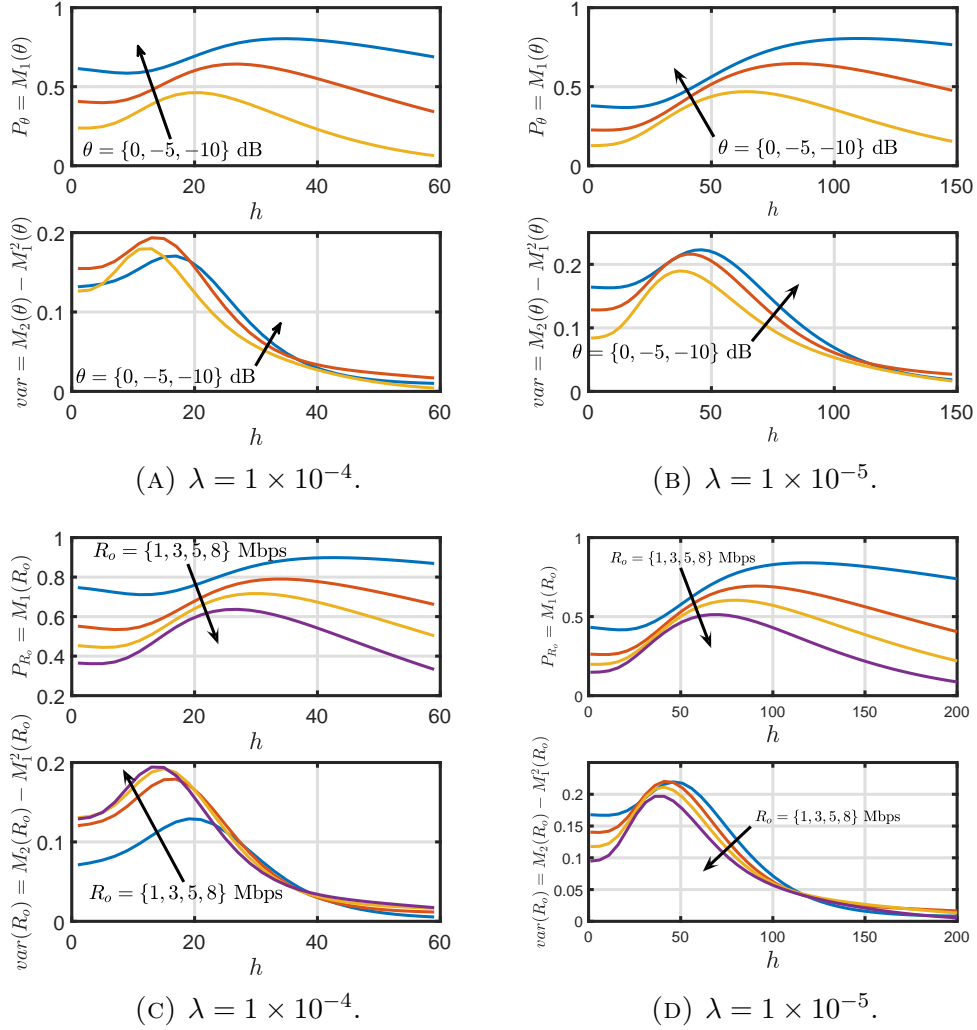 1
0.5
0
P_θ = M_1(θ)
θ = {0, −5, −10} dB
0 20 40 60
h
0.2
0.1
0
var = M_2(θ) − M_1^2(θ)
θ = {0, −5, −10} dB
0 20 40 60
h
(A) λ = 1 × 10^{−4}.
1
0.5
0
P_θ = M_1(θ)
θ = {0, −5, −10} dB
0 50 100 150
h
0.2
0.1
0
var = M_2(θ) − M_1^2(θ)
θ = {0, −5, −10} dB
0 50 100 150
h
(B) λ = 1 × 10^{−5}.
1
0.8
0.6
0.4
0.2
P_{R_o} = M_1(R_o)
R_o = {1, 3, 5, 8} Mbps
0 20 40 60
h
0.2
0.1
0
var(R_o) = M_2(R_o) − M_1^2(R_o)
R_o = {1, 3, 5, 8} Mbps
0 20 40 60
h
(C) λ = 1 × 10^{−4}.
1
0.5
0
P_{R_o} = M_1(R_o)
R_o = {1, 3, 5, 8} Mbps
0 50 100 150 200
h
0.2
0.15
0.1
0.05
0
var(R_o) = M_2(R_o) − M_1^2(R_o)
R_o = {1, 3, 5, 8} Mbps
0 50 100 150 200
h
(D) λ = 1 × 10^{−5}.